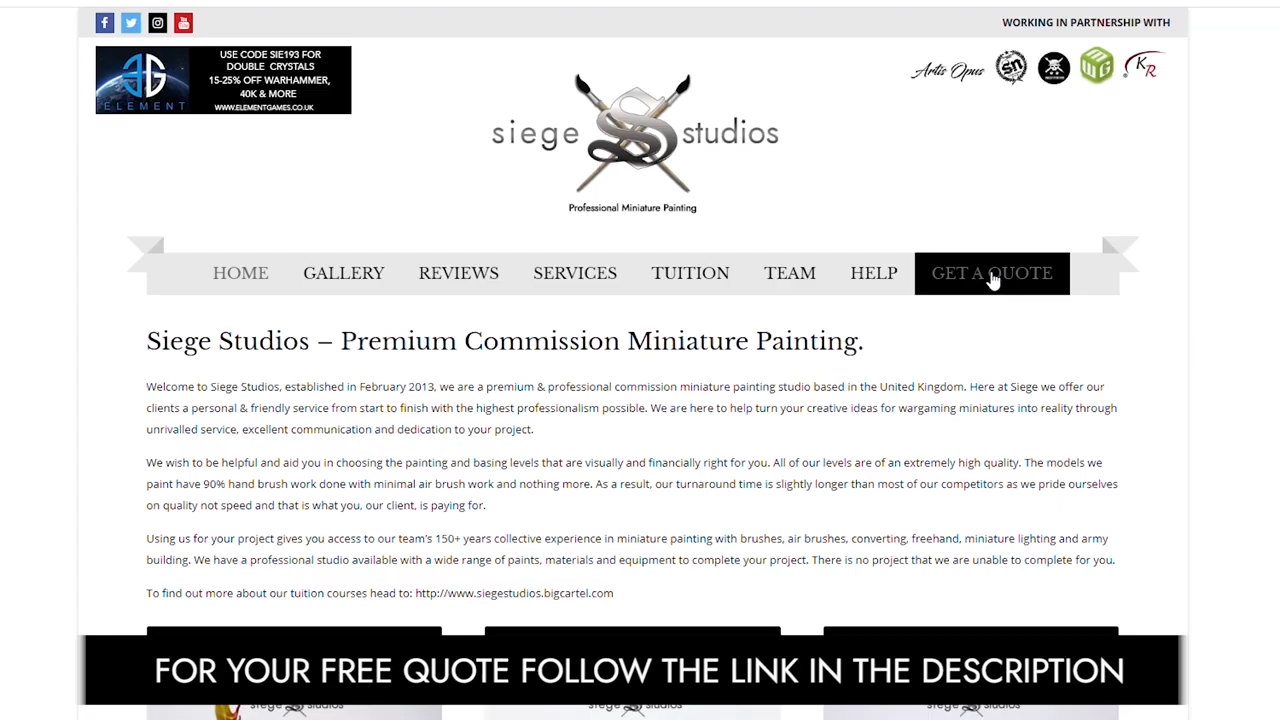 WORKING IN PARTNERSHIP WITH
USE CODE SIE193 FOR
DOUBLE CRYSTALS
15-25% OFF WARHAMMER,
40K & MORE
WWW.ELEMENTGAMES.CO.UK
ELEMENT
Artis Opus
KR
siege studios
Professional Miniature Painting
HOME GALLERY REVIEWS SERVICES TUITION TEAM HELP GET A QUOTE
Siege Studios – Premium Commission Miniature Painting.
Welcome to Siege Studios, established in February 2013, we are a premium & professional commission miniature painting studio based in the United Kingdom. Here at Siege we offer our
clients a personal & friendly service from start to finish with the highest professionalism possible. We are here to help turn your creative ideas for wargaming miniatures into reality through
unrivalled service, excellent communication and dedication to your project.
We wish to be helpful and aid you in choosing the painting and basing levels that are visually and financially right for you. All of our levels are of an extremely high quality. The models we
paint have 90% hand brush work done with minimal air brush work and nothing more. As a result, our turnaround time is slightly longer than most of our competitors as we pride ourselves
on quality not speed and that is what you, our client, is paying for.
Using us for your project gives you access to our team’s 150+ years collective experience in miniature painting with brushes, air brushes, converting, freehand, miniature lighting and army
building. We have a professional studio available with a wide range of paints, materials and equipment to complete your project. There is no project that we are unable to complete for you.
To find out more about our tuition courses head to: http://www.siegestudios.bigcartel.com
FOR YOUR FREE QUOTE FOLLOW THE LINK IN THE DESCRIPTION